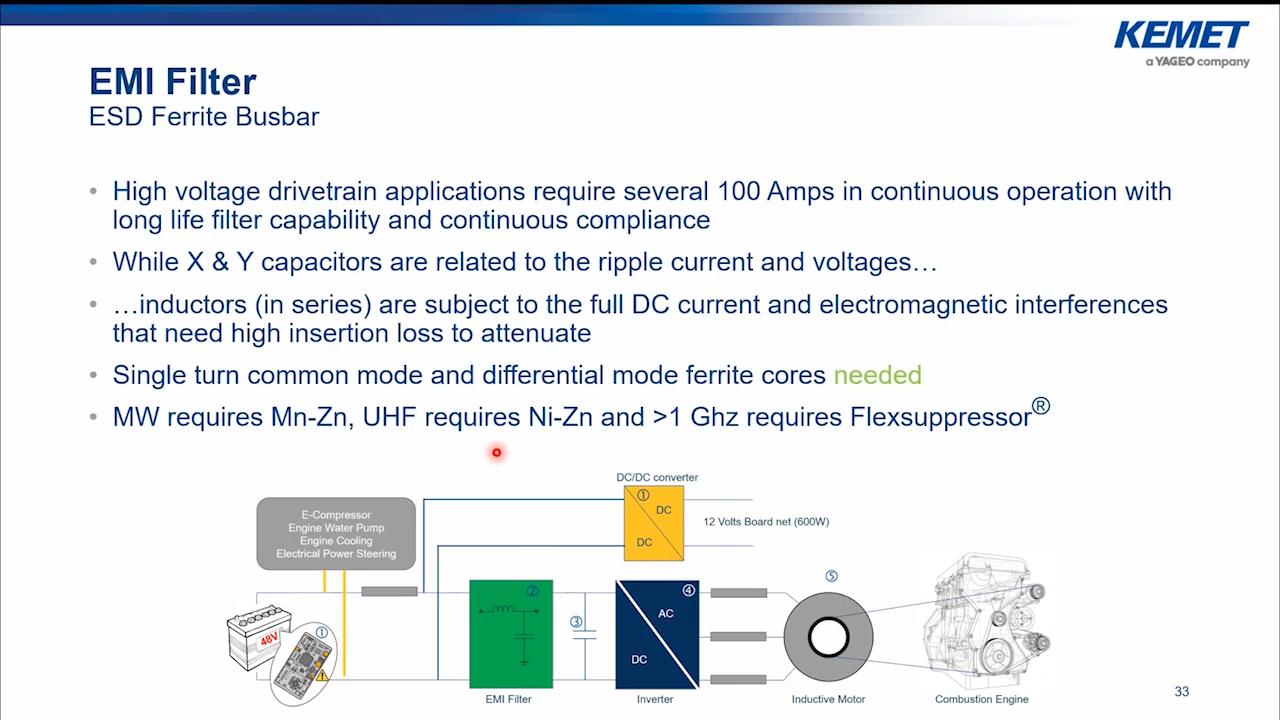 KEMET
a YAGEO company
EMI Filter
ESD Ferrite Busbar
• High voltage drivetrain applications require several 100 Amps in continuous operation with
long life filter capability and continuous compliance
• While X & Y capacitors are related to the ripple current and voltages…
• …inductors (in series) are subject to the full DC current and electromagnetic interferences
that need high insertion loss to attenuate
• Single turn common mode and differential mode ferrite cores needed
• MW requires Mn-Zn, UHF requires Ni-Zn and >1 Ghz requires Flexsuppressor®
DC/DC converter
①
DC
DC
12 Volts Board net (600W)
E-Compressor
Engine Water Pump
Engine Cooling
Electrical Power Steering
48V
①
②
③
④
AC
DC
⑤
EMI Filter
Inverter
Inductive Motor
Combustion Engine
33